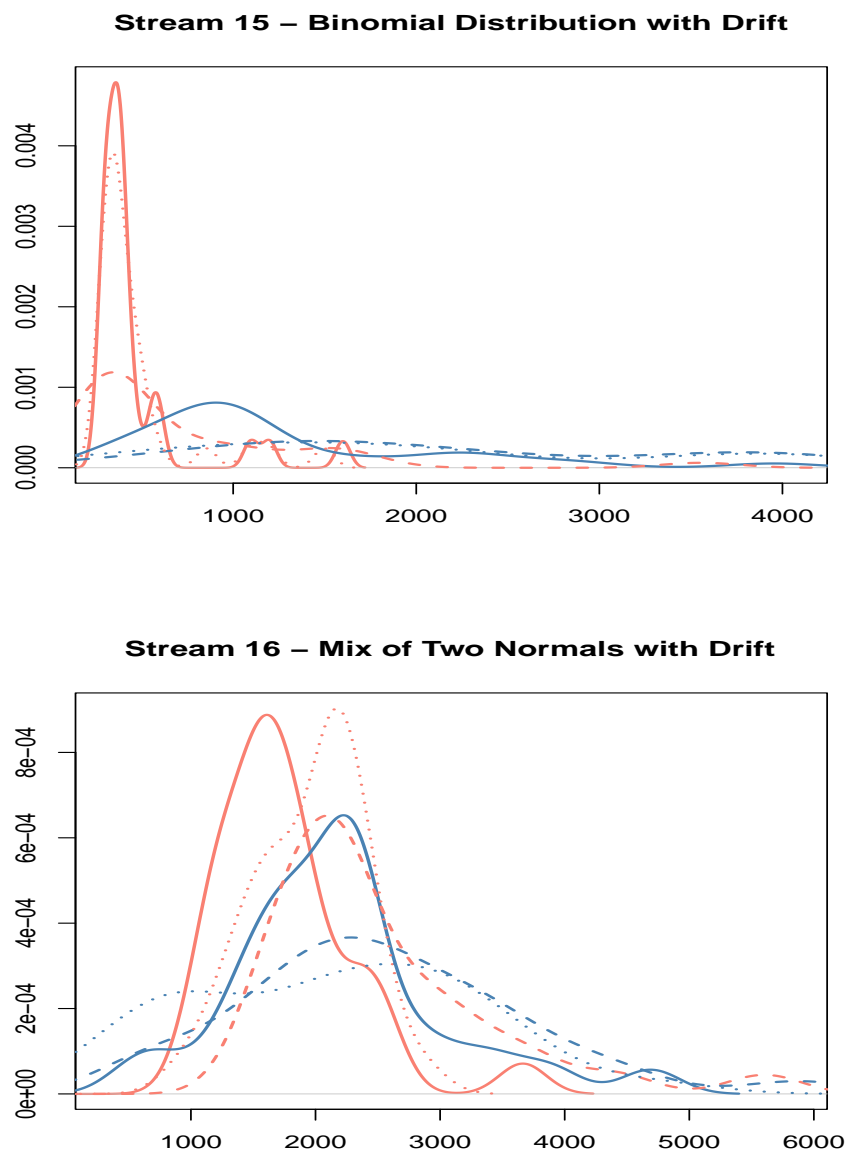 Stream 15 – Binomial Distribution with Drift
0.004
0.003
0.002
0.001
0.000
1000 2000 3000 4000
Stream 16 – Mix of Two Normals with Drift
8e−04
6e−04
4e−04
2e−04
0e+00
1000 2000 3000 4000 5000 6000